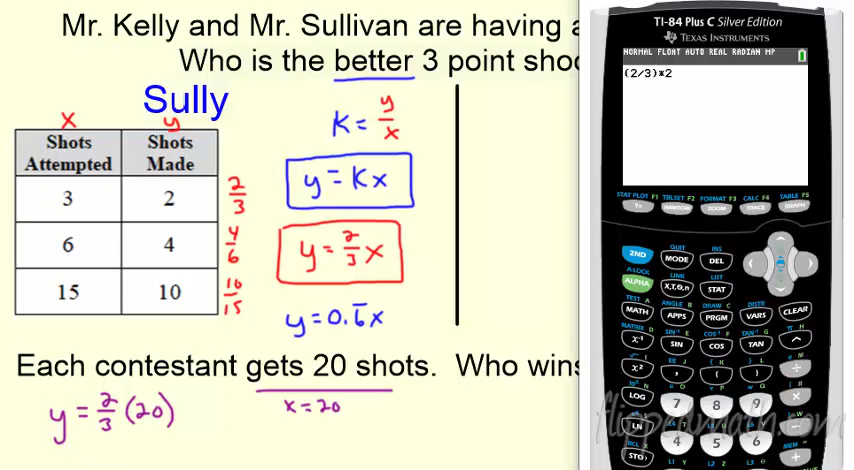 Mr. Kelly and Mr. Sullivan are having a
Who is the better 3 point shoo
Sully
x y
Shots Attempted Shots Made
3 2 2/3
6 4 4/6
15 10 10/15
K = y/x
y = Kx
y = 2/3 x
y = 0.6̅x
Each contestant gets 20 shots. Who wins
y = 2/3 (20)
x = 20
TI-84 Plus C Silver Edition
TEXAS INSTRUMENTS
NORMAL FLOAT AUTO REAL RADIAN MP
(2/3)*2
STAT PLOT F1 TBLSET F2 FORMAT F3 CALC F4 TABLE F5
Y= WINDOW ZOOM TRACE GRAPH
QUIT INS
2ND MODE DEL
A-LOCK LINK LIST
ALPHA X,T,Θ,n STAT
TEST A ANGLE B DRAW C DISTR
MATH APPS PRGM VARS CLEAR
MATRIX D SIN⁻¹ E COS⁻¹ F TAN⁻¹ G π H
x⁻¹ SIN COS TAN ^
x² , ( ) ÷
LOG 7 8 9 ×
LN 4 5 6 −
STO› +
flippedmath.com